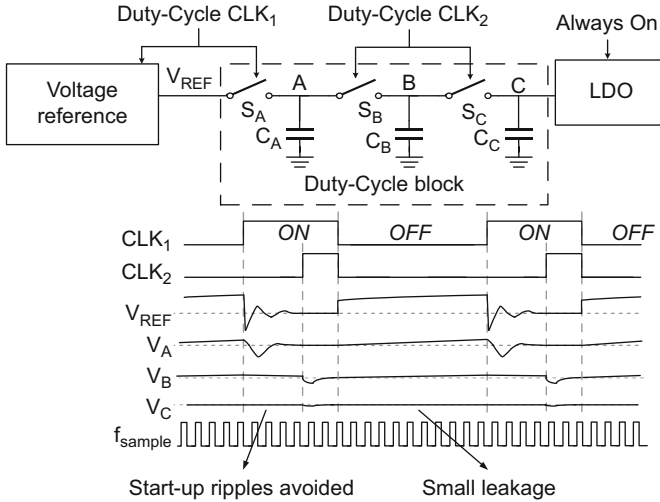 Duty-Cycle CLK1
Duty-Cycle CLK2
Always On
Voltage
reference
VREF
A
B
C
SA
SB
SC
CA
CB
CC
LDO
Duty-Cycle block
CLK1
ON
OFF
ON
OFF
CLK2
VREF
VA
VB
VC
fsample
Start-up ripples avoided
Small leakage